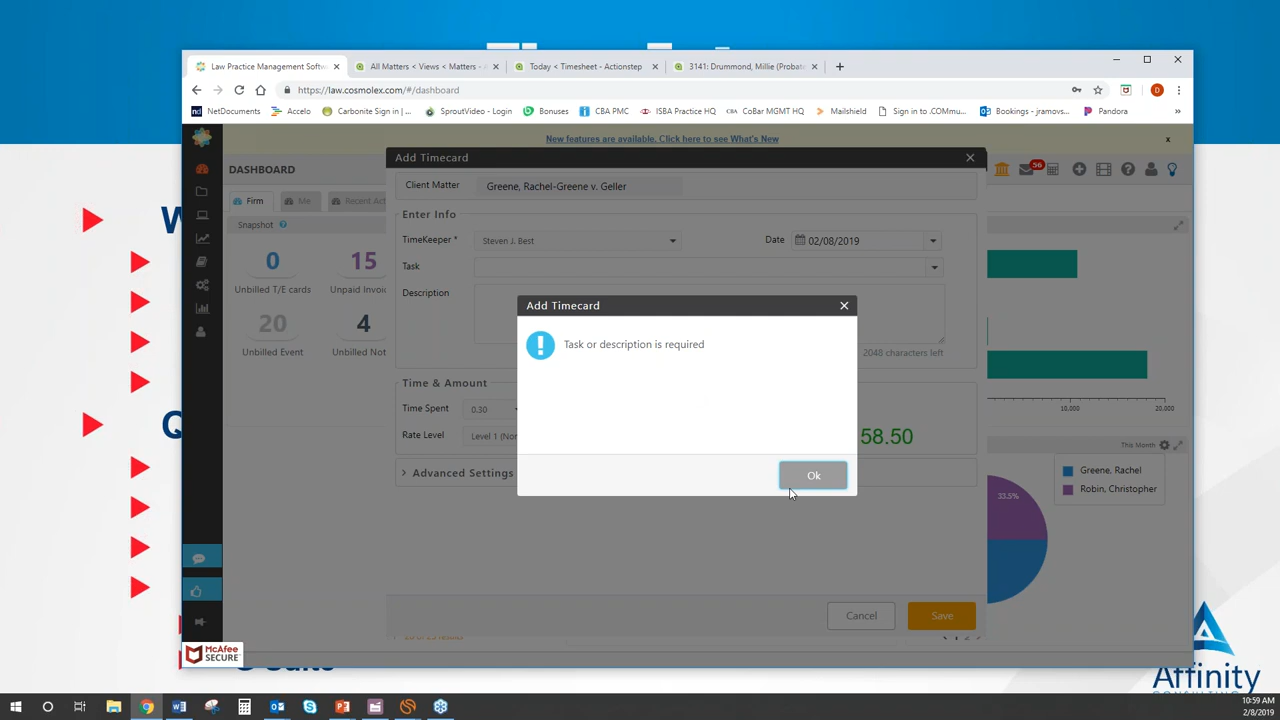 Law Practice Management Softw
All Matters < Views < Matters - A
Today < Timesheet - Actionstep
3141: Drummond, Millie (Probat
https://law.cosmolex.com/#/dashboard
NetDocuments
Accelo
Carbonite Sign in |...
SproutVideo - Login
Bonuses
CBA PMC
ISBA Practice HQ
CBA CoBar MGMT HQ
Mailshield
Sign in to .COMmu...
Bookings - jramovs...
Pandora
»
New features are available. Click here to see What's New
x
Add Timecard
DASHBOARD
56
Client Matter
Greene, Rachel-Greene v. Geller
Firm
Me
Recent Act
Enter Info
Snapshot
TimeKeeper *
Steven J. Best
Date
02/08/2019
0
15
Task
Unbilled T/E cards
Unpaid Invoic
Description
20
4
Unbilled Event
Unbilled Not
2048 characters left
Add Timecard
Task or description is required
Ok
Time & Amount
Time Spent
0.30
Rate Level
Level 1 (Nor
58.50
Advanced Settings
10,000
20,000
This Month
Greene, Rachel
Robin, Christopher
33.5%
Cancel
Save
McAfee
SECURE
W
Q
Affinity
10:59 AM
2/8/2019